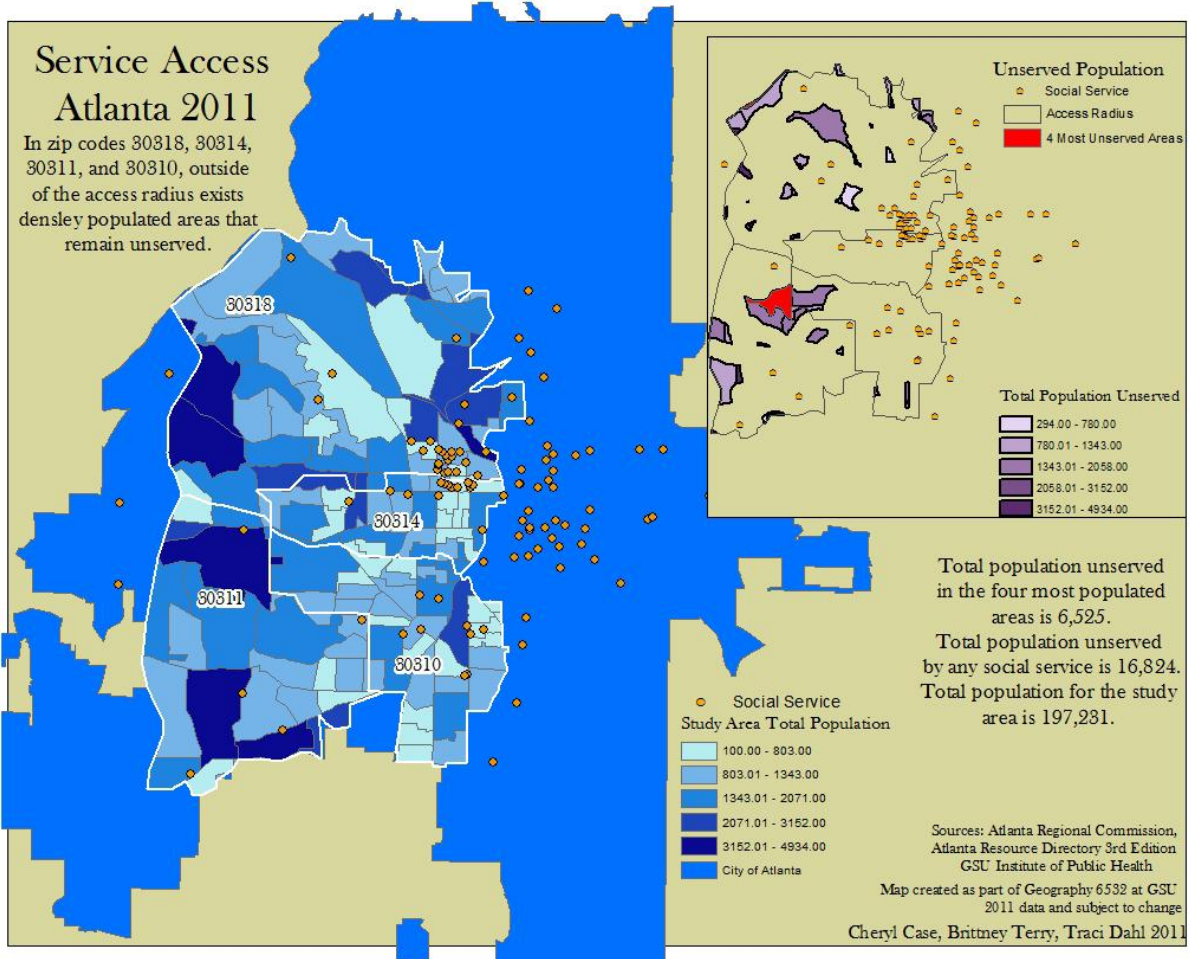 Service Access
Atlanta 2011
In zip codes 30318, 30314,
30311, and 30310, outside
of the access radius exists
densley populated areas that
remain unserved.
30318
30314
30311
30310
Unserved Population
Social Service
Access Radius
4 Most Unserved Areas
Total Population Unserved
294.00 - 780.00
780.01 - 1343.00
1343.01 - 2058.00
2058.01 - 3152.00
3152.01 - 4934.00
Total population unserved
in the four most populated
areas is 6,525.
Total population unserved
by any social service is 16,824.
Total population for the study
area is 197,231.
Social Service
Study Area Total Population
100.00 - 803.00
803.01 - 1343.00
1343.01 - 2071.00
2071.01 - 3152.00
3152.01 - 4934.00
City of Atlanta
Sources: Atlanta Regional Commission,
Atlanta Resource Directory 3rd Edition
GSU Institute of Public Health
Map created as part of Geography 6532 at GSU
2011 data and subject to change
Cheryl Case, Brittney Terry, Traci Dahl 2011